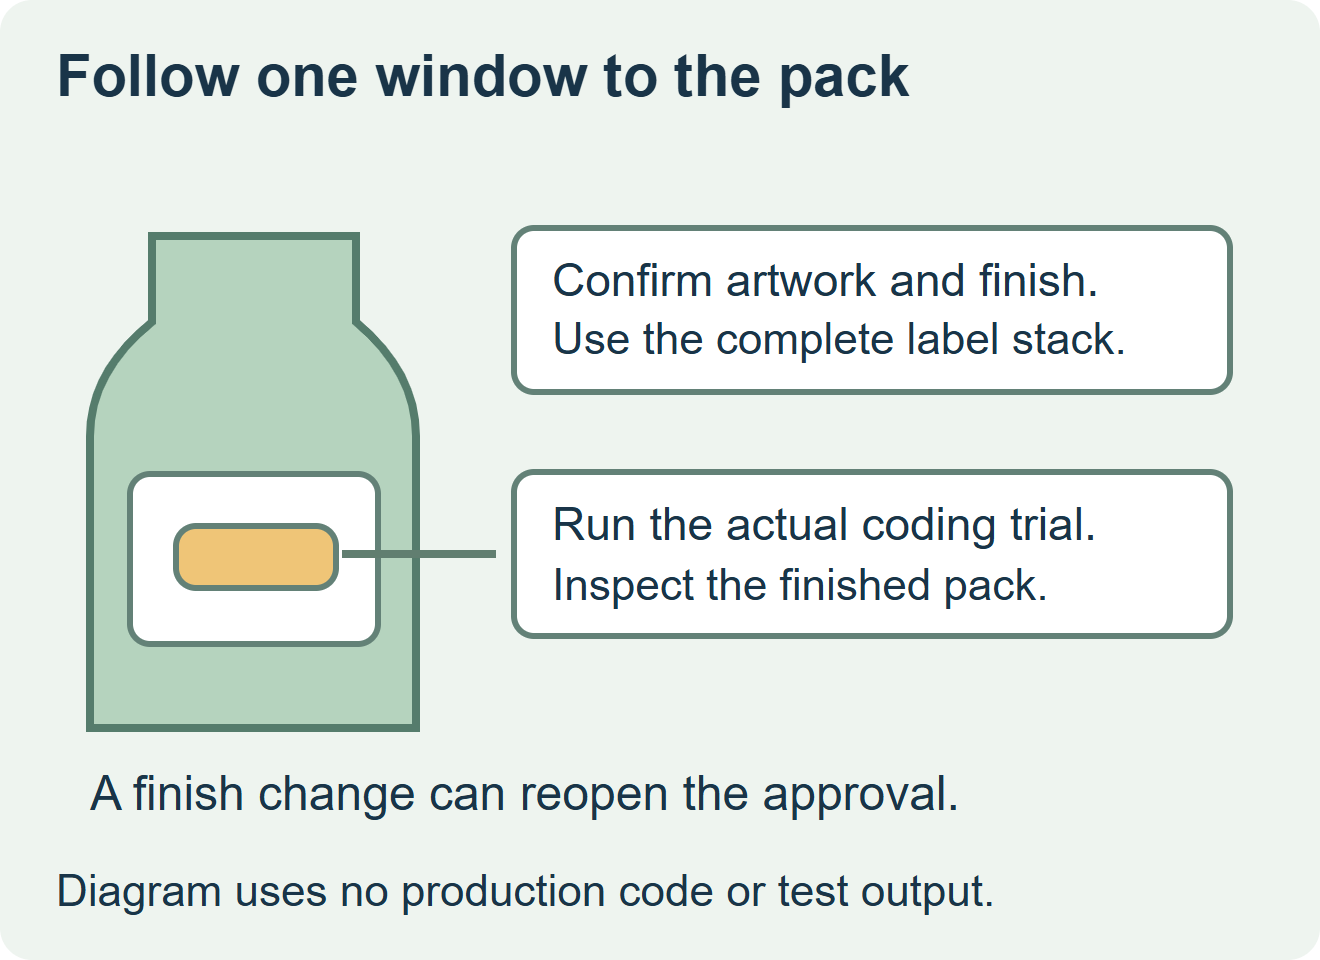 Follow one window to the pack
Confirm artwork and finish.
Use the complete label stack.
Run the actual coding trial.
Inspect the finished pack.
A finish change can reopen the approval.
Diagram uses no production code or test output.